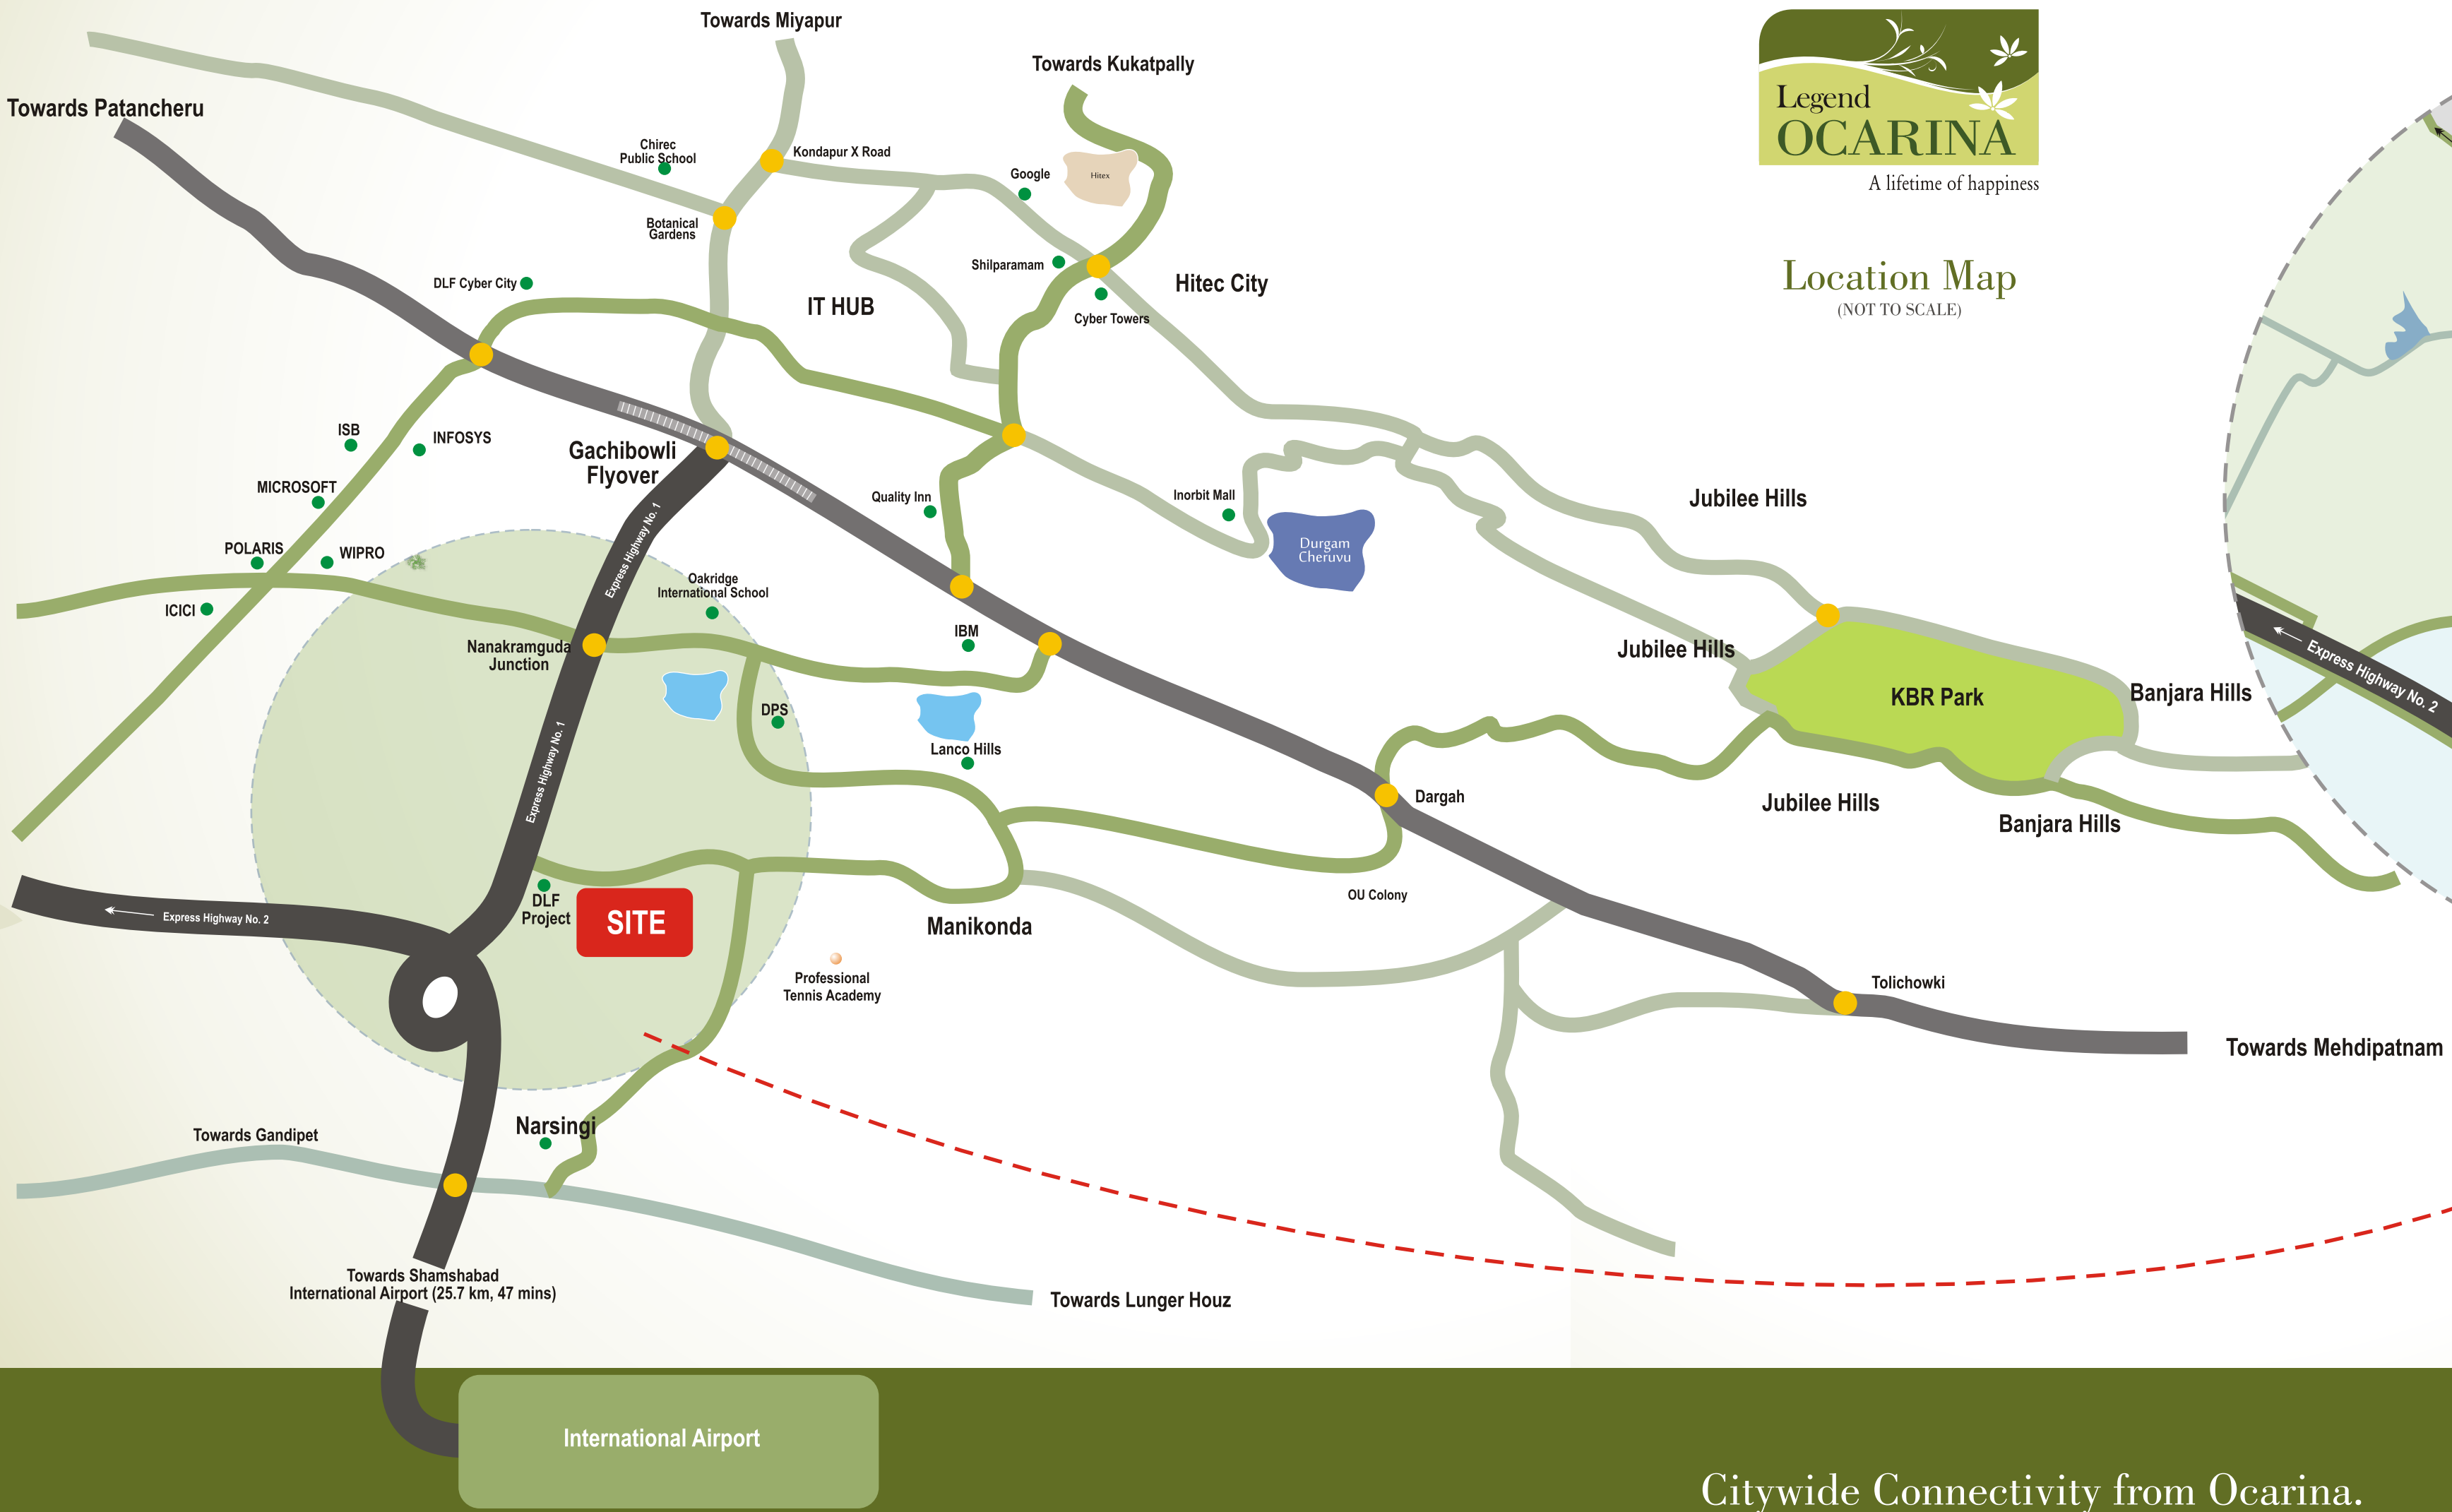 Towards Miyapur
Towards Kukatpally
Towards Patancheru
Legend
OCARINA
A lifetime of happiness
Location Map
(NOT TO SCALE)
Chirec
Public School
Kondapur X Road
Google
Hitex
Botanical
Gardens
Shilparamam
Hitec City
DLF Cyber City
IT HUB
Cyber Towers
ISB
INFOSYS
Gachibowli
Flyover
MICROSOFT
Quality Inn
Inorbit Mall
Jubilee Hills
Express Highway No. 1
Durgam
Cheruvu
POLARIS
WIPRO
Oakridge
International School
ICICI
IBM
Nanakramguda
Junction
Jubilee Hills
KBR Park
Banjara Hills
Express Highway No. 2
DPS
Lanco Hills
Express Highway No. 1
Dargah
Jubilee Hills
Banjara Hills
OU Colony
DLF
Project
SITE
Express Highway No. 2
Manikonda
Professional
Tennis Academy
Tolichowki
Towards Mehdipatnam
Narsingi
Towards Gandipet
Towards Shamshabad
International Airport (25.7 km, 47 mins)
Towards Lunger Houz
International Airport
Citywide Connectivity from Ocarina.